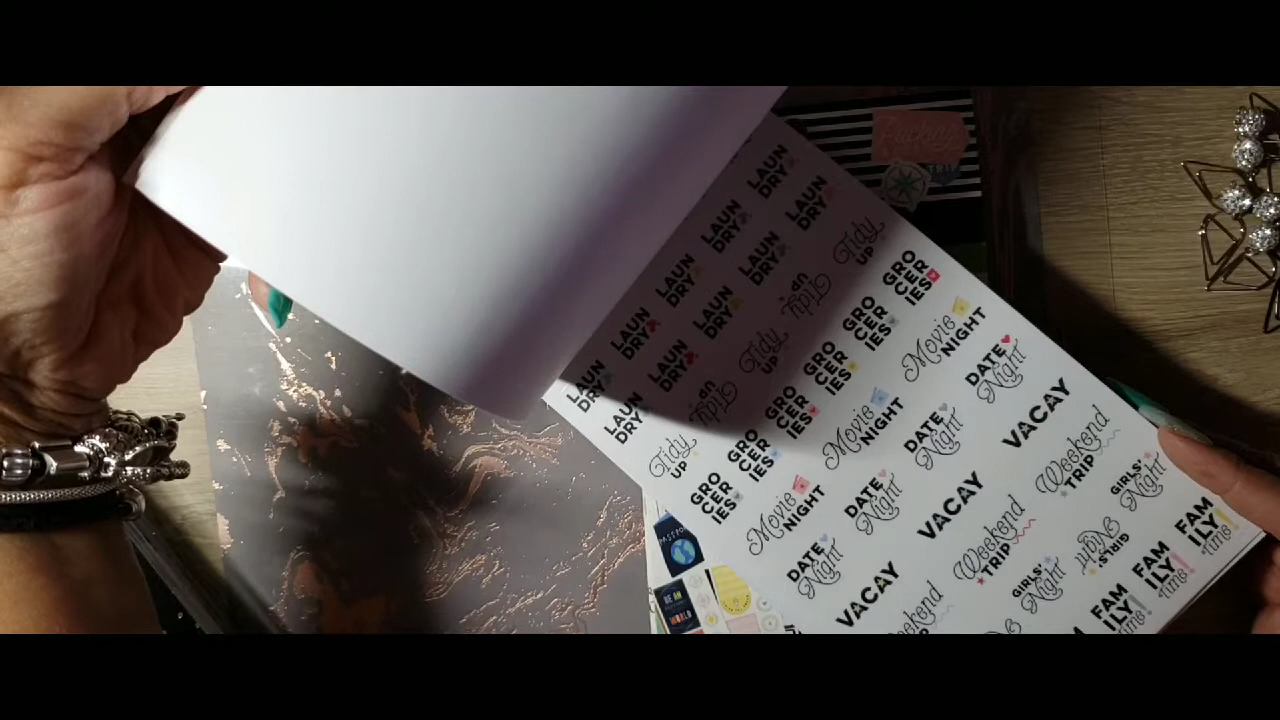 LAUN
DRY
LAUN
DRY
LAUN
DRY
LAUN
DRY
LAUN
DRY
LAUN
DRY
LAUN
DRY
LAUN
DRY
LAUN
DRY
LAUN
DRY
Tidy
UP
Tidy
UP
Tidy
UP
Tidy
UP
Tidy
UP
GRO
CER
IES
GRO
CER
IES
GRO
CER
IES
GRO
CER
IES
GRO
CER
IES
GRO
CER
IES
Movie
NIGHT
Movie
NIGHT
Movie
NIGHT
DATE
Night
DATE
Night
DATE
Night
DATE
Night
VACAY
VACAY
VACAY
Weekend
TRIP
Weekend
TRIP
Weekend
GIRLS'
Night
GIRLS'
Night
GIRLS'
Night
FAM
ILY
time!
FAM
ILY
time!
FAM
ILY
time!
BE AN
WORLD